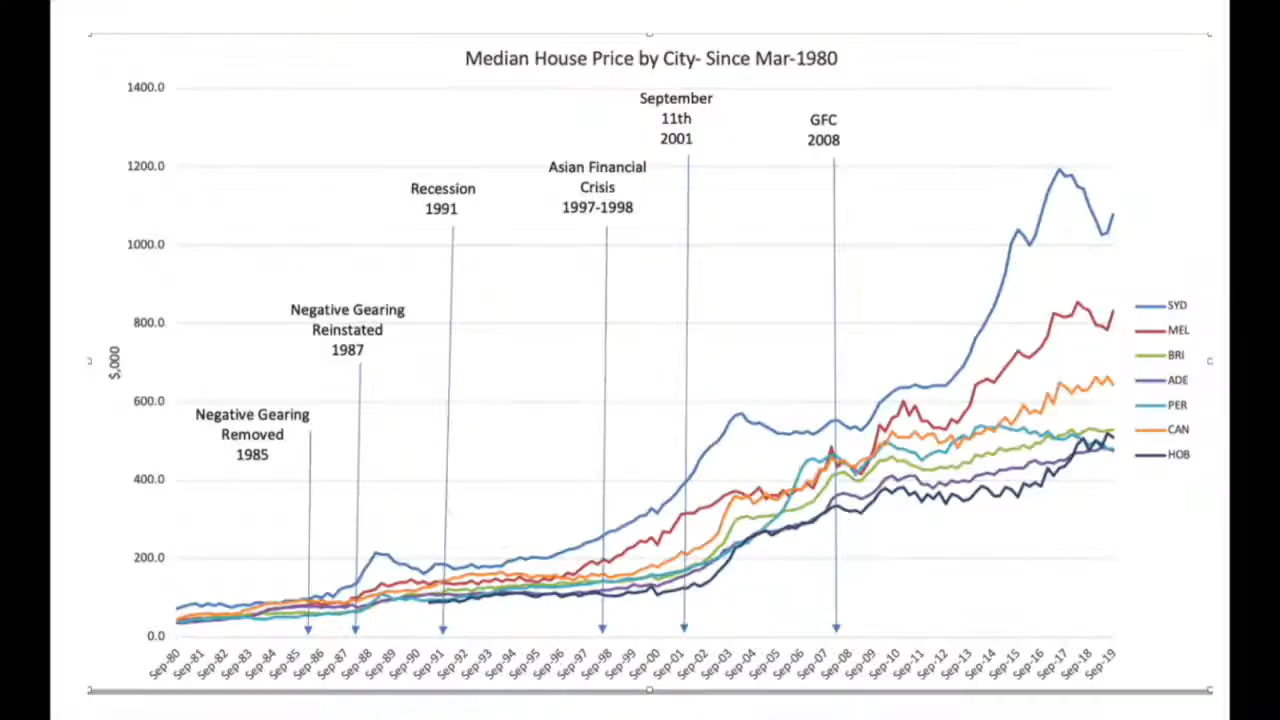 Median House Price by City- Since Mar-1980
1400.0
1200.0
1000.0
800.0
600.0
400.0
200.0
0.0
$,000
Negative Gearing
Removed
1985
Negative Gearing
Reinstated
1987
Recession
1991
Asian Financial
Crisis
1997-1998
September
11th
2001
GFC
2008
SYD
MEL
BRI
ADE
PER
CAN
HOB
Sep-80
Sep-81
Sep-82
Sep-83
Sep-84
Sep-85
Sep-86
Sep-87
Sep-88
Sep-89
Sep-90
Sep-91
Sep-92
Sep-93
Sep-94
Sep-95
Sep-96
Sep-97
Sep-98
Sep-99
Sep-00
Sep-01
Sep-02
Sep-03
Sep-04
Sep-05
Sep-06
Sep-07
Sep-08
Sep-09
Sep-10
Sep-11
Sep-12
Sep-13
Sep-14
Sep-15
Sep-16
Sep-17
Sep-18
Sep-19